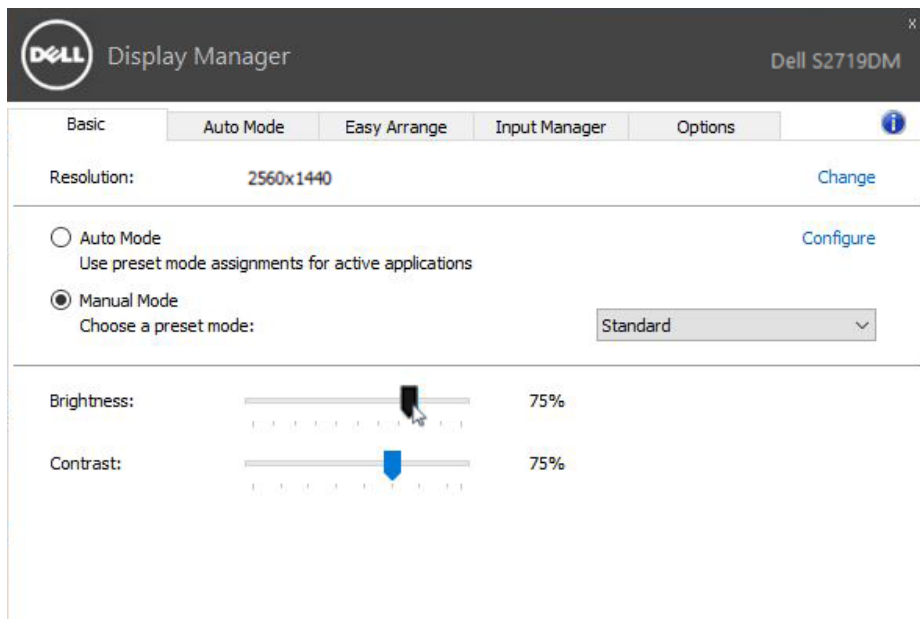 x
DELL Display Manager
Dell S2719DM
Basic Auto Mode Easy Arrange Input Manager Options i
Resolution: 2560x1440 Change
Auto Mode Configure
Use preset mode assignments for active applications
Manual Mode
Choose a preset mode: Standard
Brightness: 75%
Contrast: 75%